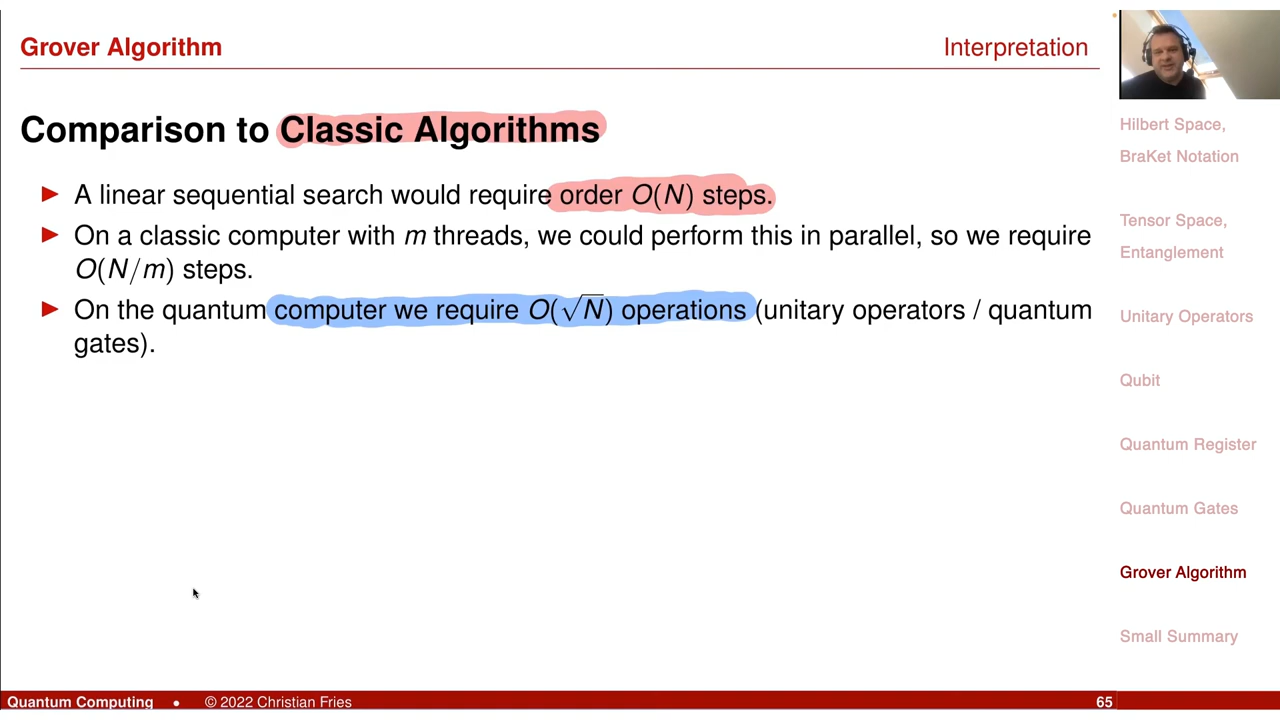 Grover Algorithm
Interpretation
Comparison to Classic Algorithms
A linear sequential search would require order O(N) steps.
On a classic computer with m threads, we could perform this in parallel, so we require
O(N/m) steps.
On the quantum computer we require O(√N) operations (unitary operators / quantum
gates).
Hilbert Space,
BraKet Notation
Tensor Space,
Entanglement
Unitary Operators
Qubit
Quantum Register
Quantum Gates
Grover Algorithm
Small Summary
Quantum Computing • © 2022 Christian Fries 65